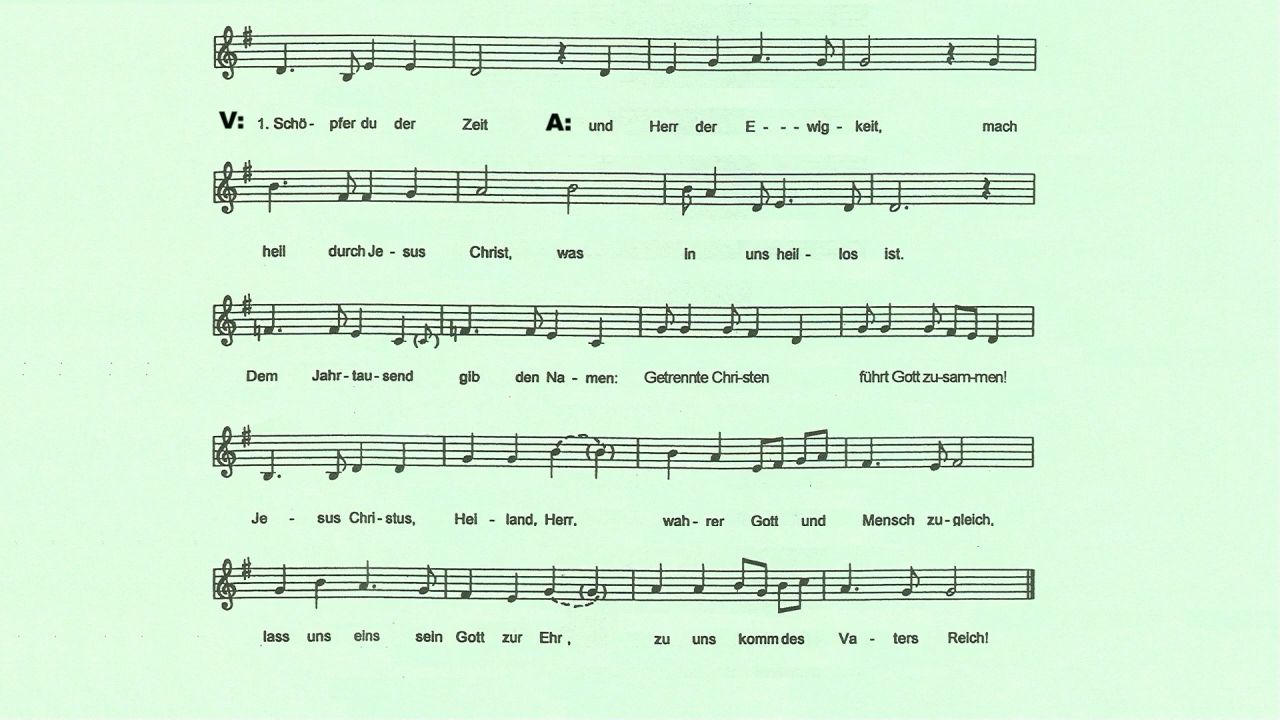 V: 1. Schö- pfer du der Zeit A: und Herr der E - - - wig - keit, mach
heil durch Je - sus Christ, was in uns heil - los ist.
Dem Jahr-tau-send gib den Na - men: Getrennte Chri-sten führt Gott zu-sam-men!
Je - sus Chri-stus, Hei - land, Herr, wah- rer Gott und Mensch zu-gleich,
lass uns eins sein Gott zur Ehr, zu uns komm des Va - ters Reich!